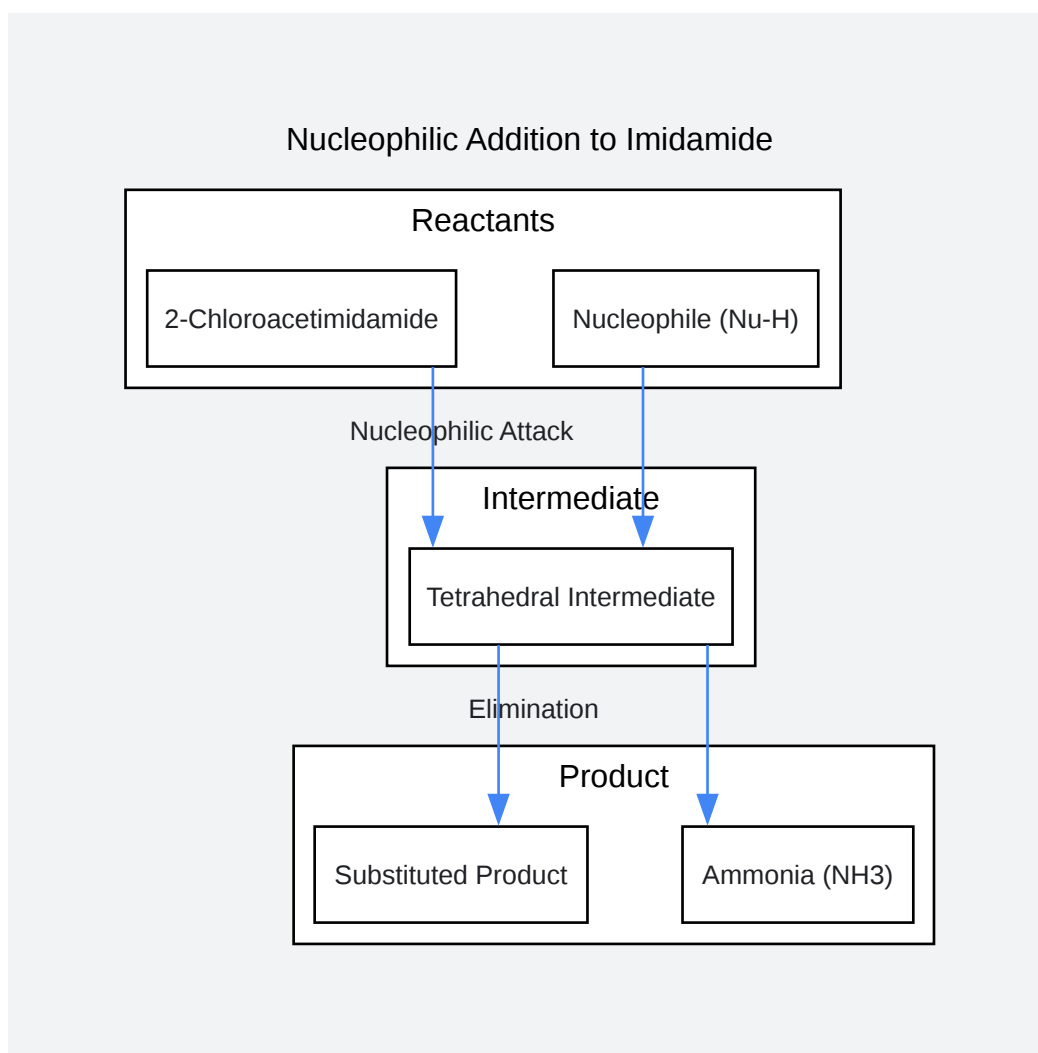 Nucleophilic Addition to Imidamide
Reactants
2-Chloroacetimidamide
Nucleophile (Nu-H)
Nucleophilic Attack
Intermediate
Tetrahedral Intermediate
Elimination
Product
Substituted Product
Ammonia (NH3)